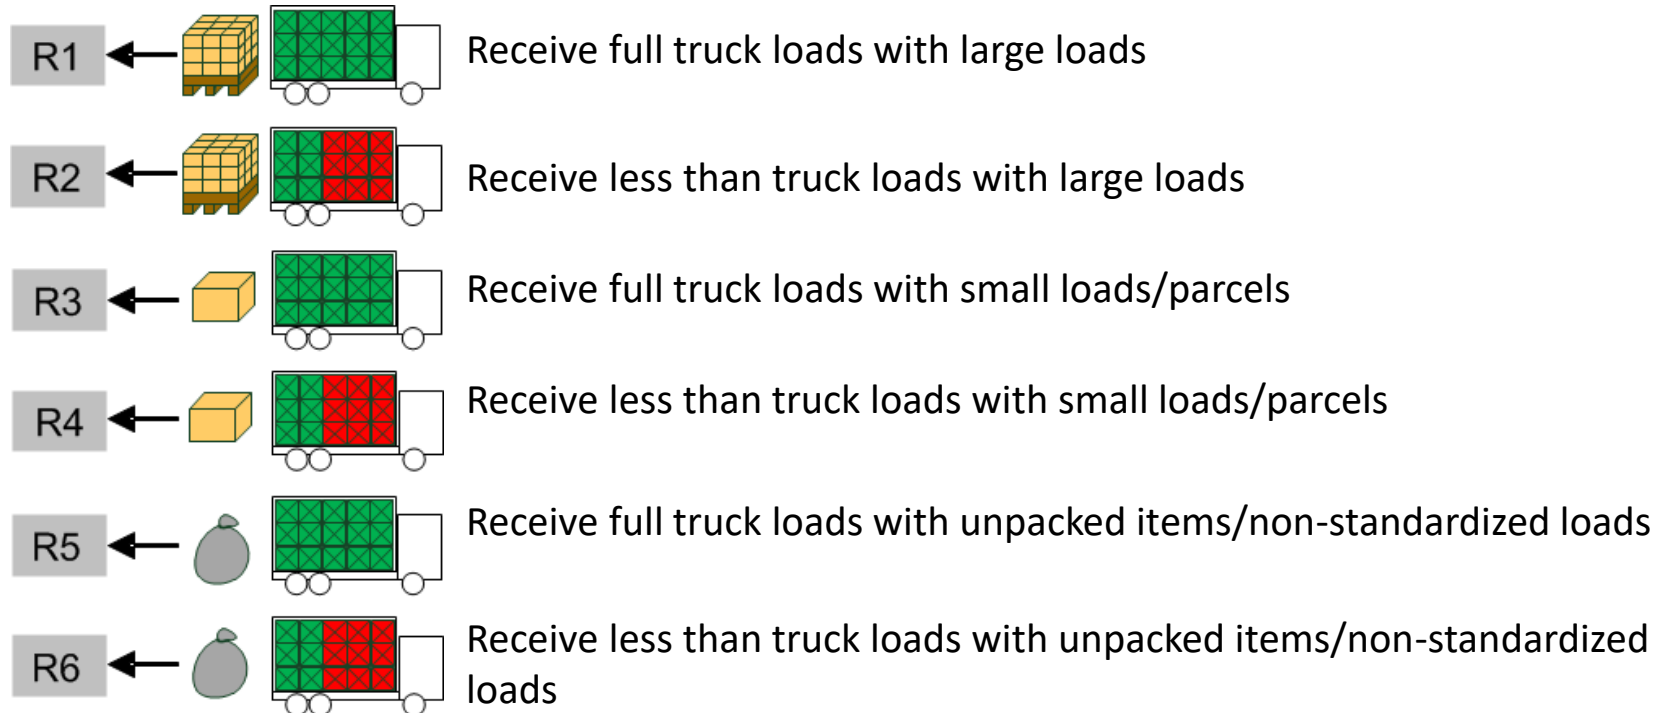 R1 Receive full truck loads with large loads
R2 Receive less than truck loads with large loads
R3 Receive full truck loads with small loads/parcels
R4 Receive less than truck loads with small loads/parcels
R5 Receive full truck loads with unpacked items/non-standardized loads
R6 Receive less than truck loads with unpacked items/non-standardized
loads